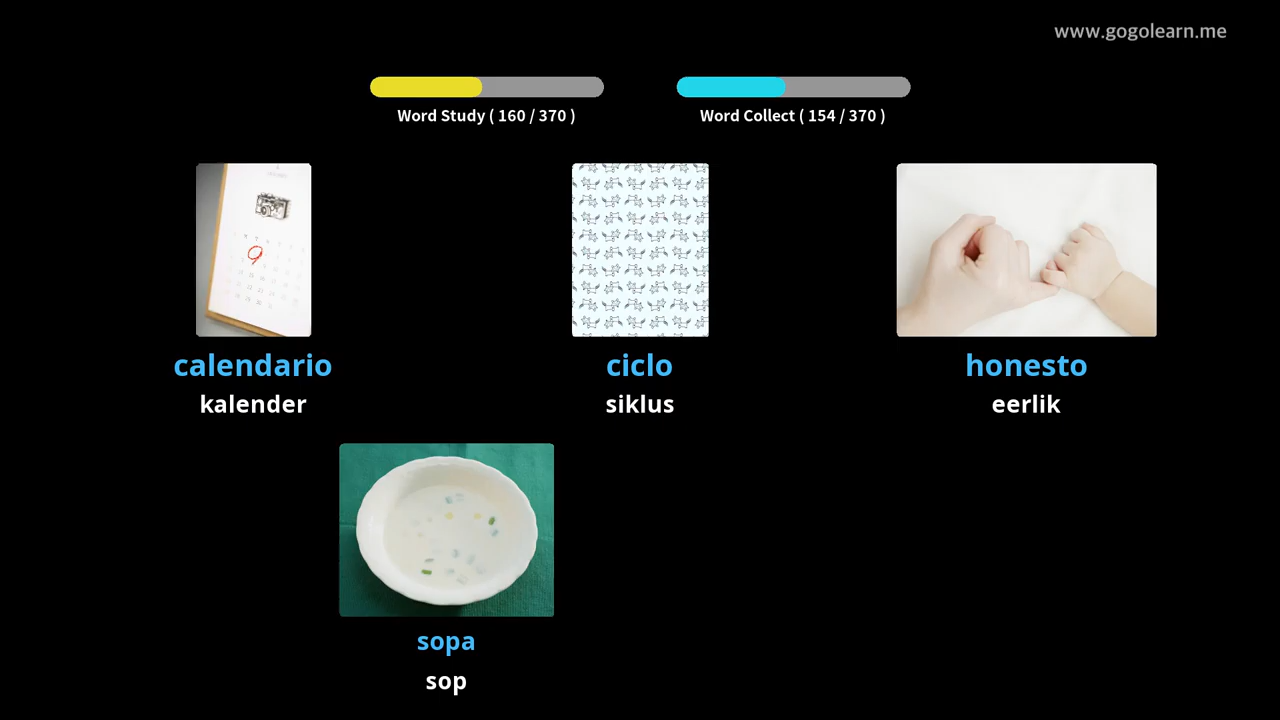 www.gogolearn.me
Word Study ( 160 / 370 )
Word Collect ( 154 / 370 )
calendario
kalender
ciclo
siklus
honesto
eerlik
sopa
sop